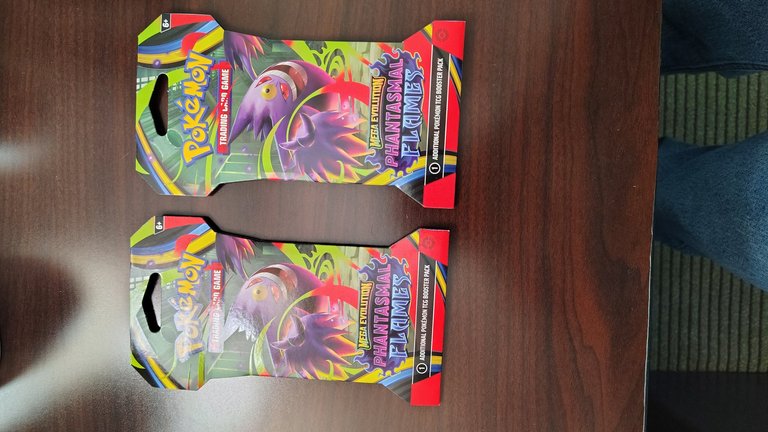 6+
POKéMON
TRADING CARD GAME
MEGA EVOLUTION
PHANTASMAL
FLAMES
1 ADDITIONAL POKÉMON TCG BOOSTER PACK
6+
POKéMON
TRADING CARD GAME
MEGA EVOLUTION
PHANTASMAL
FLAMES
1 ADDITIONAL POKÉMON TCG BOOSTER PACK